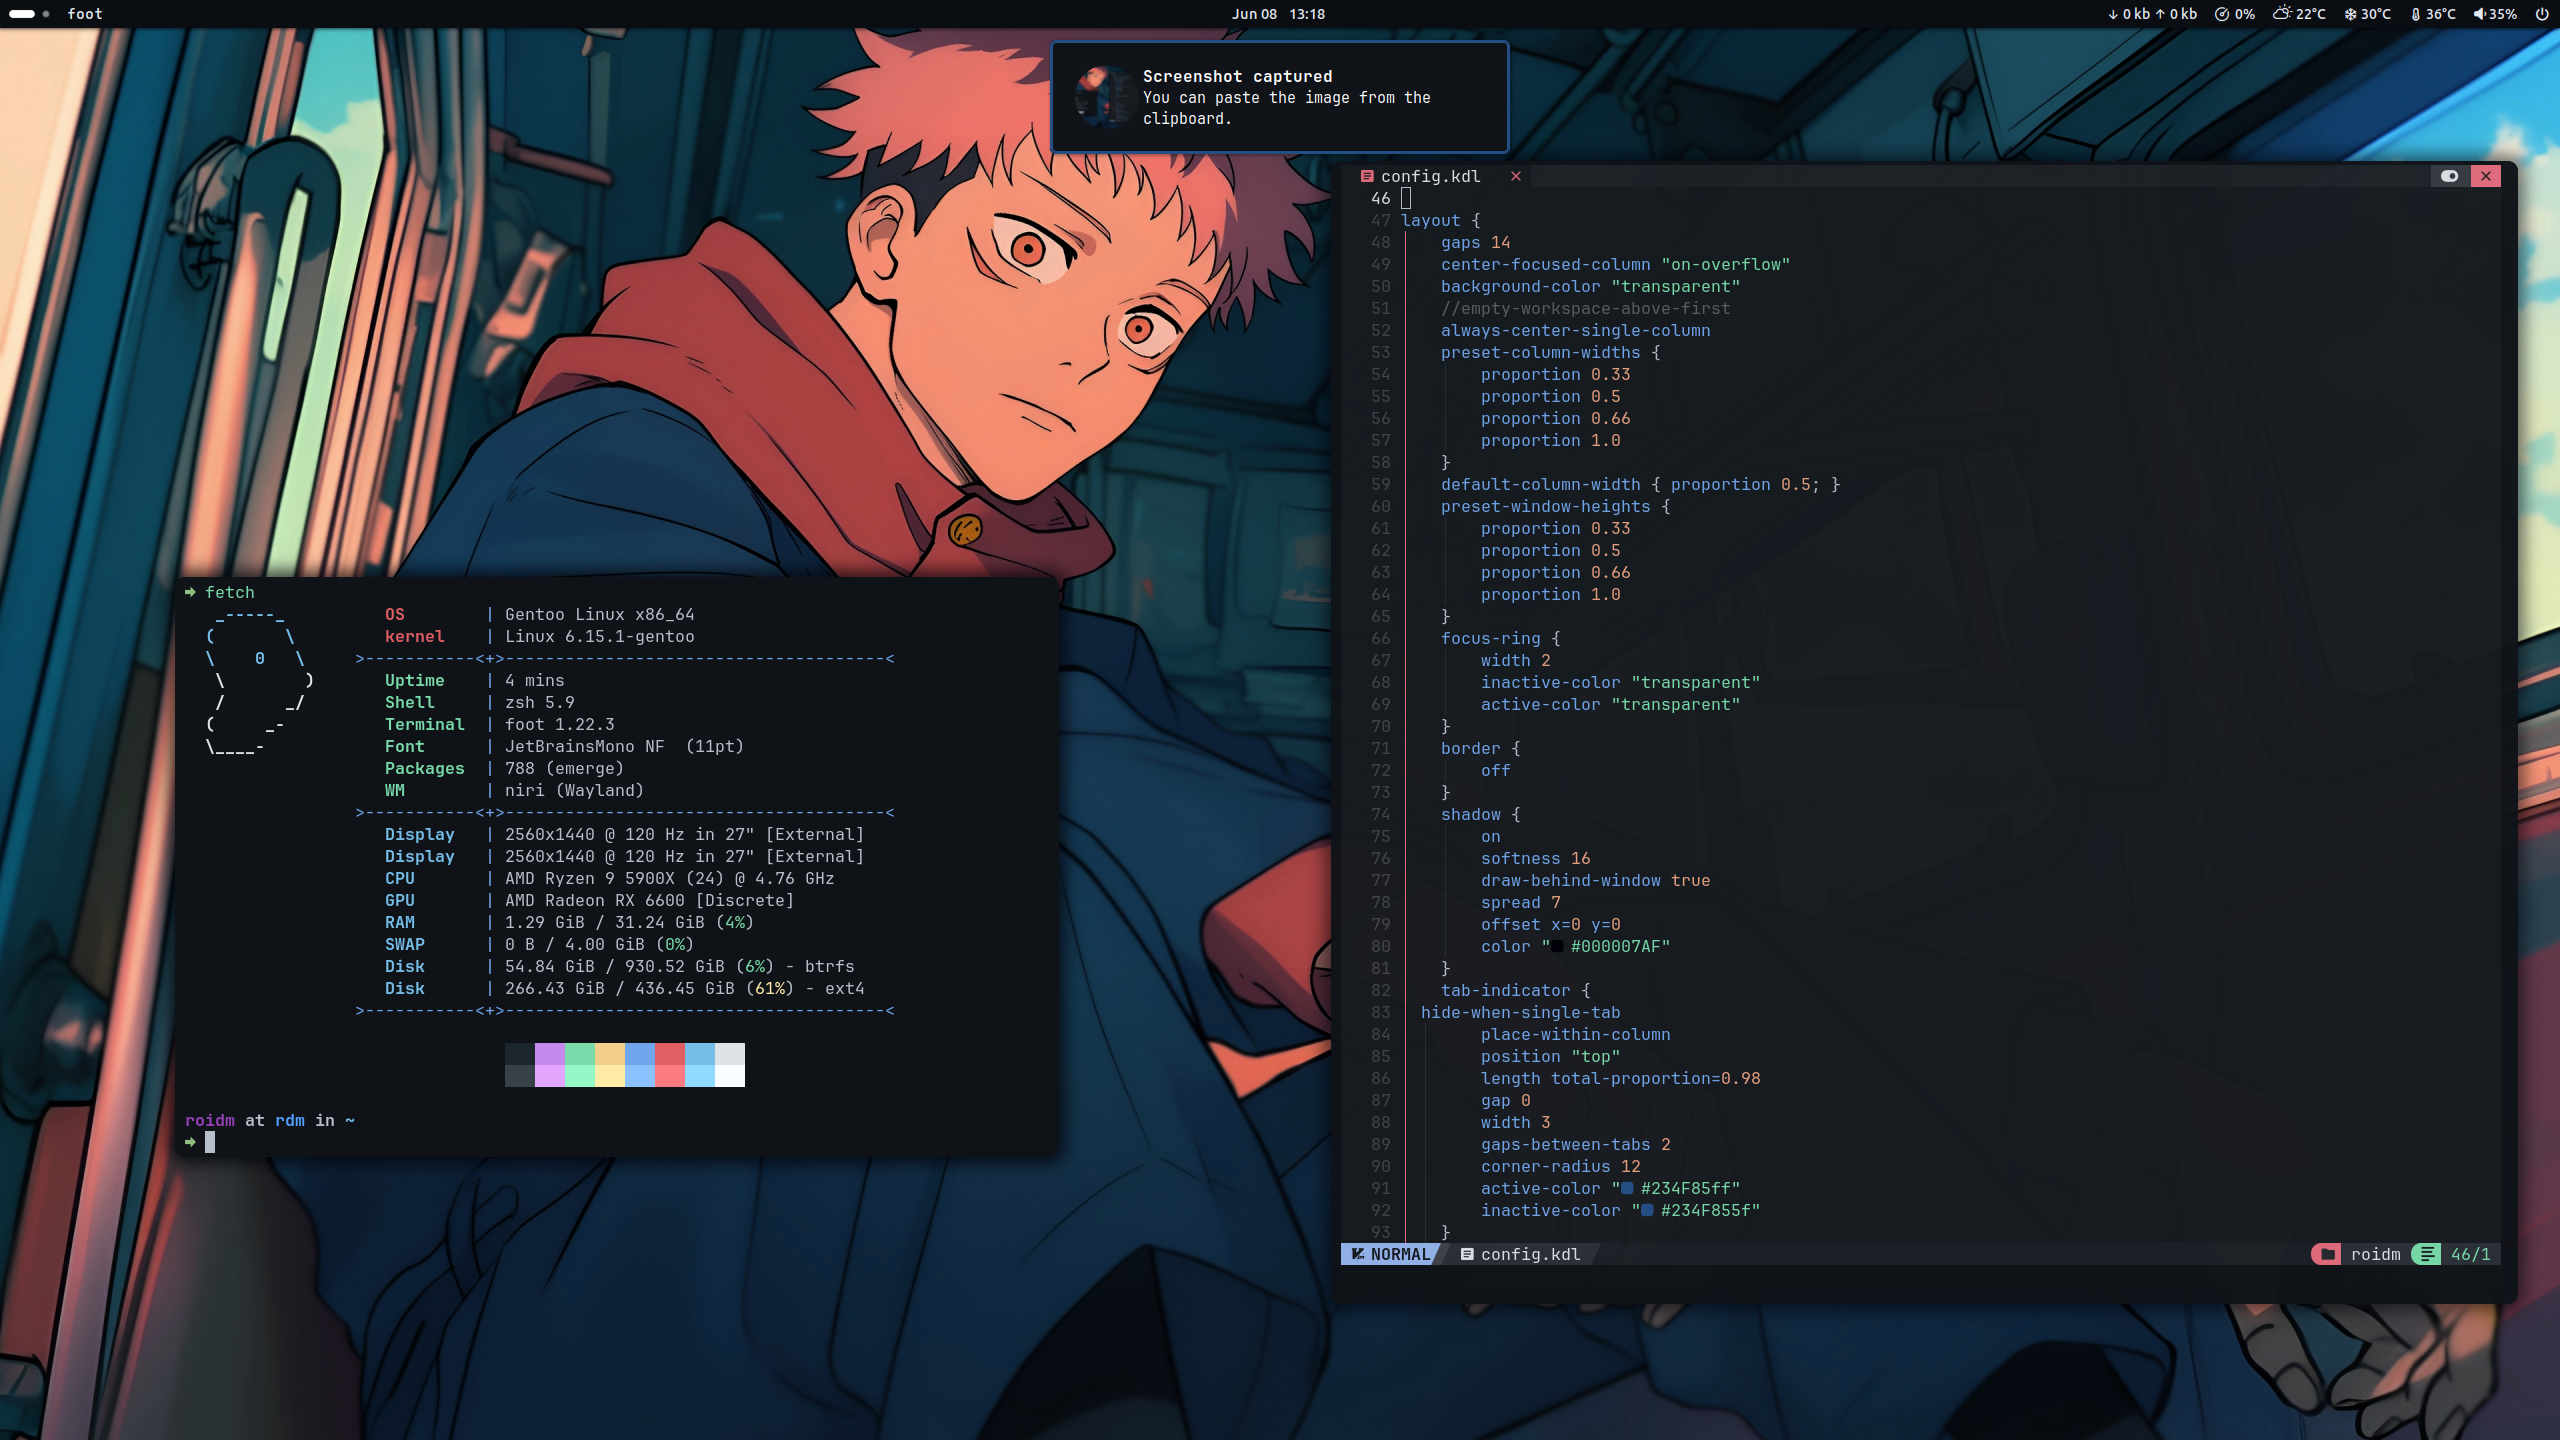 foot
Jun 08 13:18
↓ 0 kb ↑ 0 kb 0% 22°C 30°C 36°C 35%
Screenshot captured
You can paste the image from the
clipboard.
➜ fetch
OS | Gentoo Linux x86_64
kernel | Linux 6.15.1-gentoo
>-----------<+>--------------------------------------<
Uptime | 4 mins
Shell | zsh 5.9
Terminal | foot 1.22.3
Font | JetBrainsMono NF (11pt)
Packages | 788 (emerge)
WM | niri (Wayland)
>-----------<+>--------------------------------------<
Display | 2560x1440 @ 120 Hz in 27" [External]
Display | 2560x1440 @ 120 Hz in 27" [External]
CPU | AMD Ryzen 9 5900X (24) @ 4.76 GHz
GPU | AMD Radeon RX 6600 [Discrete]
RAM | 1.29 GiB / 31.24 GiB (4%)
SWAP | 0 B / 4.00 GiB (0%)
Disk | 54.84 GiB / 930.52 GiB (6%) - btrfs
Disk | 266.43 GiB / 436.45 GiB (61%) - ext4
>-----------<+>--------------------------------------<
roidm at rdm in ~
➜
config.kdl
46
47 layout {
48 gaps 14
49 center-focused-column "on-overflow"
50 background-color "transparent"
51 //empty-workspace-above-first
52 always-center-single-column
53 preset-column-widths {
54 proportion 0.33
55 proportion 0.5
56 proportion 0.66
57 proportion 1.0
58 }
59 default-column-width { proportion 0.5; }
60 preset-window-heights {
61 proportion 0.33
62 proportion 0.5
63 proportion 0.66
64 proportion 1.0
65 }
66 focus-ring {
67 width 2
68 inactive-color "transparent"
69 active-color "transparent"
70 }
71 border {
72 off
73 }
74 shadow {
75 on
76 softness 16
77 draw-behind-window true
78 spread 7
79 offset x=0 y=0
80 color "#000007AF"
81 }
82 tab-indicator {
83 hide-when-single-tab
84 place-within-column
85 position "top"
86 length total-proportion=0.98
87 gap 0
88 width 3
89 gaps-between-tabs 2
90 corner-radius 12
91 active-color "#234F85ff"
92 inactive-color "#234F855f"
93 }
NORMAL config.kdl roidm 46/1